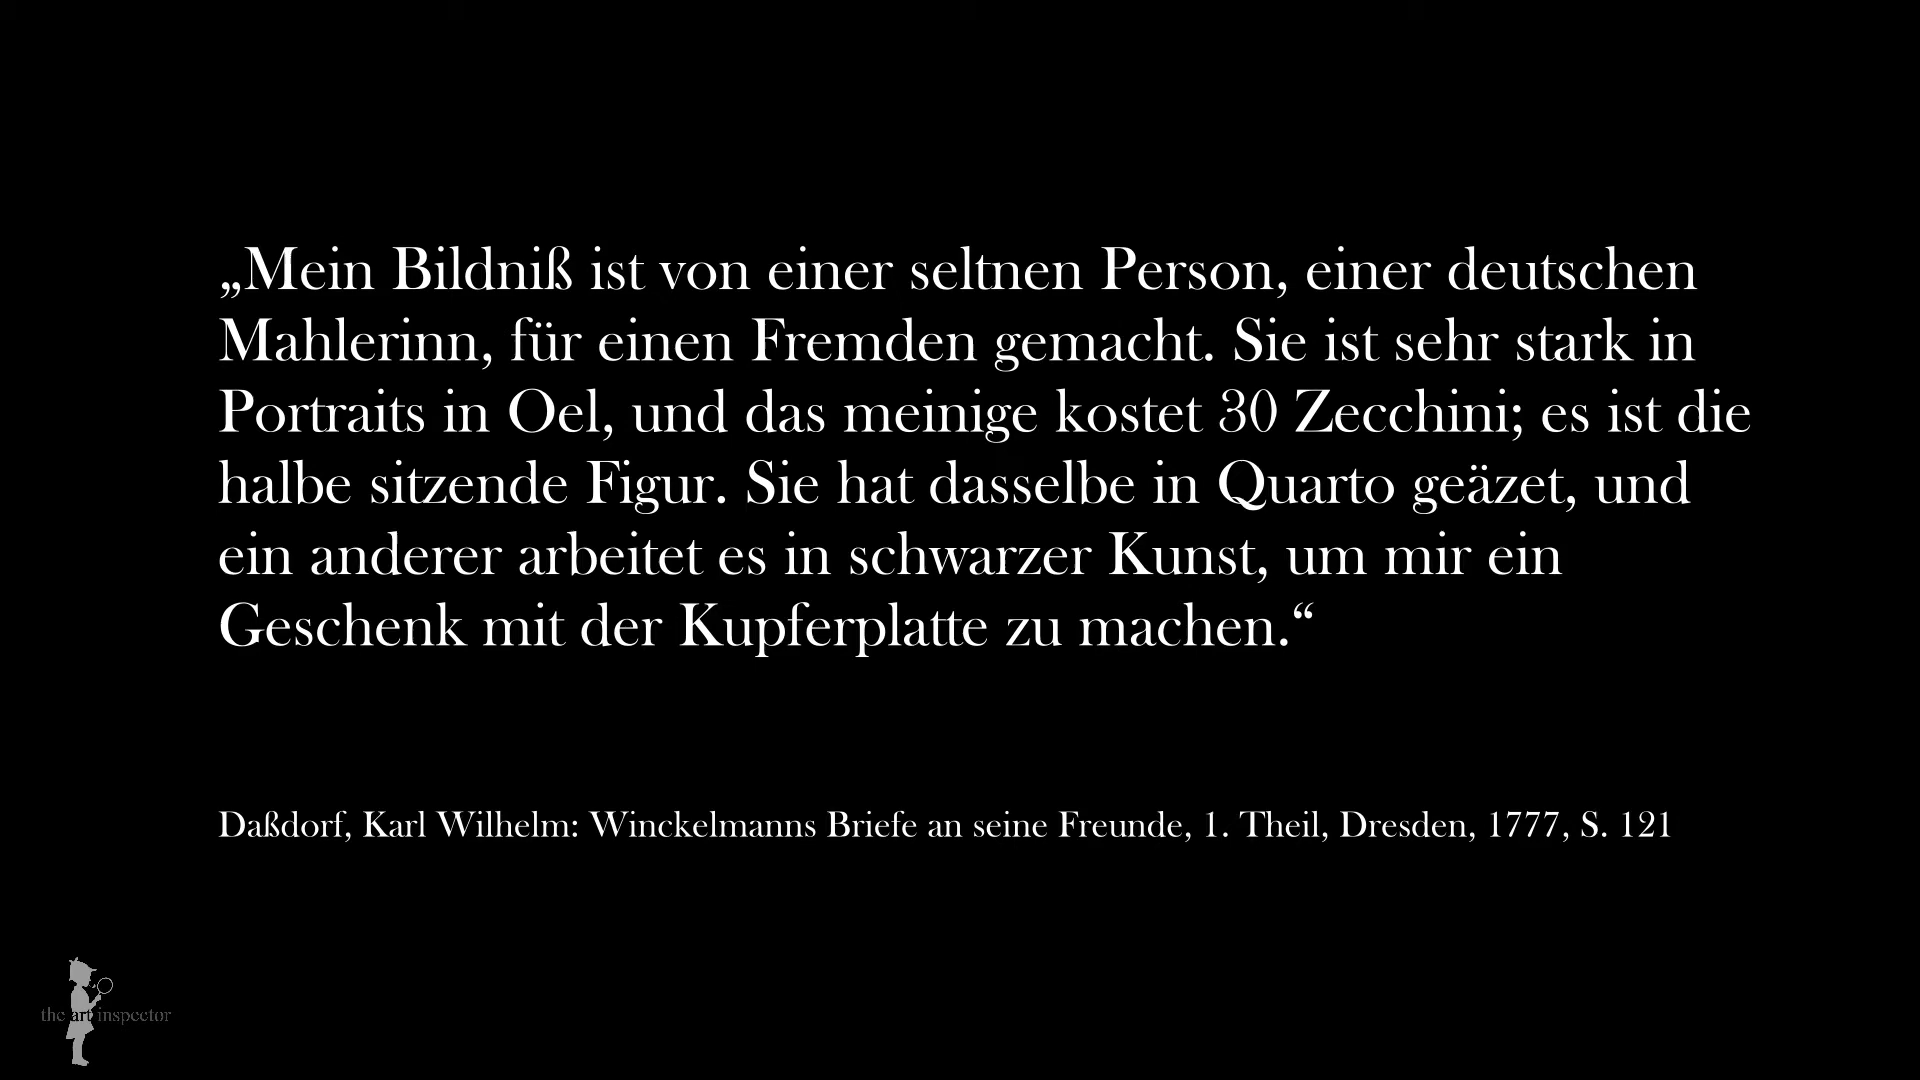 „Mein Bildniß ist von einer seltnen Person, einer deutschen
Mahlerinn, für einen Fremden gemacht. Sie ist sehr stark in
Portraits in Oel, und das meinige kostet 30 Zecchini; es ist die
halbe sitzende Figur. Sie hat dasselbe in Quarto geäzet, und
ein anderer arbeitet es in schwarzer Kunst, um mir ein
Geschenk mit der Kupferplatte zu machen.“
Daßdorf, Karl Wilhelm: Winckelmanns Briefe an seine Freunde, 1. Theil, Dresden, 1777, S. 121
the art inspector